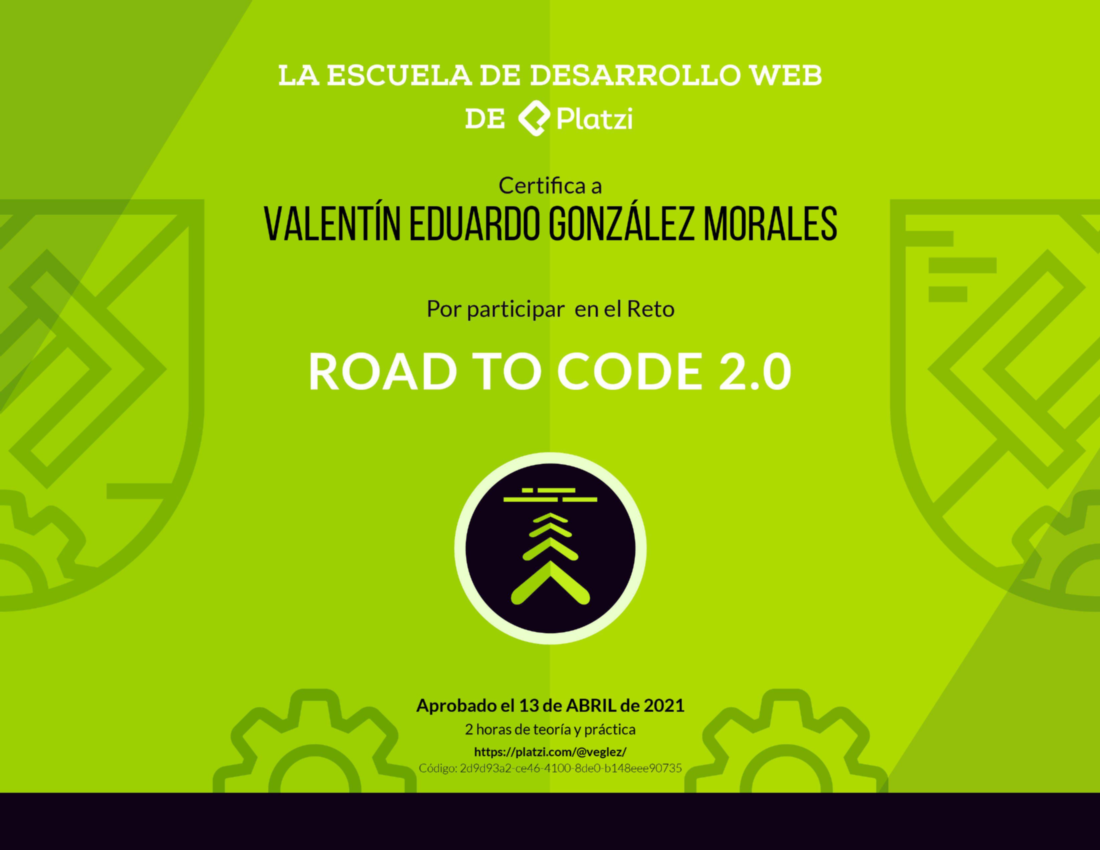 LA ESCUELA DE DESARROLLO WEB
DE Platzi
Certifica a
VALENTÍN EDUARDO GONZÁLEZ MORALES
Por participar en el Reto
ROAD TO CODE 2.0
Aprobado el 13 de ABRIL de 2021
2 horas de teoría y práctica
https://platzi.com/@veglez/
Código: 2d9d93a2-ce46-4100-8de0-b148eee90735